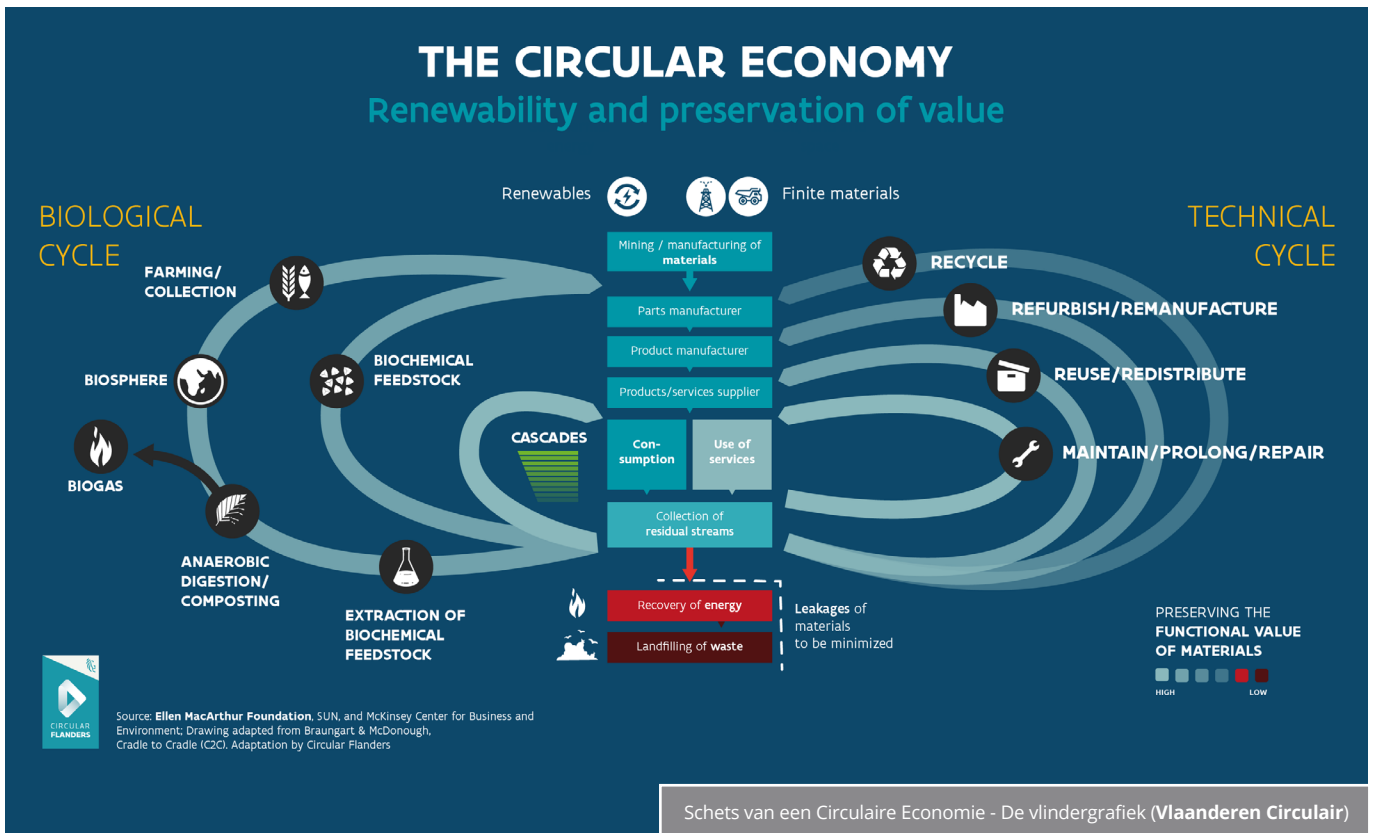 THE CIRCULAR ECONOMY
Renewability and preservation of value
Renewables
Finite materials
BIOLOGICAL
CYCLE
TECHNICAL
CYCLE
FARMING/
COLLECTION
BIOSPHERE
BIOCHEMICAL
FEEDSTOCK
BIOGAS
CASCADES
ANAEROBIC
DIGESTION/
COMPOSTING
EXTRACTION OF
BIOCHEMICAL
FEEDSTOCK
Mining / manufacturing of
materials
Parts manufacturer
Product manufacturer
Products/services supplier
Con-
sumption
Use of
services
Collection of
residual streams
Recovery of energy
Landfilling of waste
Leakages of
materials
to be minimized
RECYCLE
REFURBISH/REMANUFACTURE
REUSE/REDISTRIBUTE
MAINTAIN/PROLONG/REPAIR
PRESERVING THE
FUNCTIONAL VALUE
OF MATERIALS
HIGH
LOW
CIRCULAR
FLANDERS
Source: Ellen MacArthur Foundation, SUN, and McKinsey Center for Business and
Environment; Drawing adapted from Braungart & McDonough,
Cradle to Cradle (C2C). Adaptation by Circular Flanders
Schets van een Circulaire Economie - De vlindergrafiek (Vlaanderen Circulair)